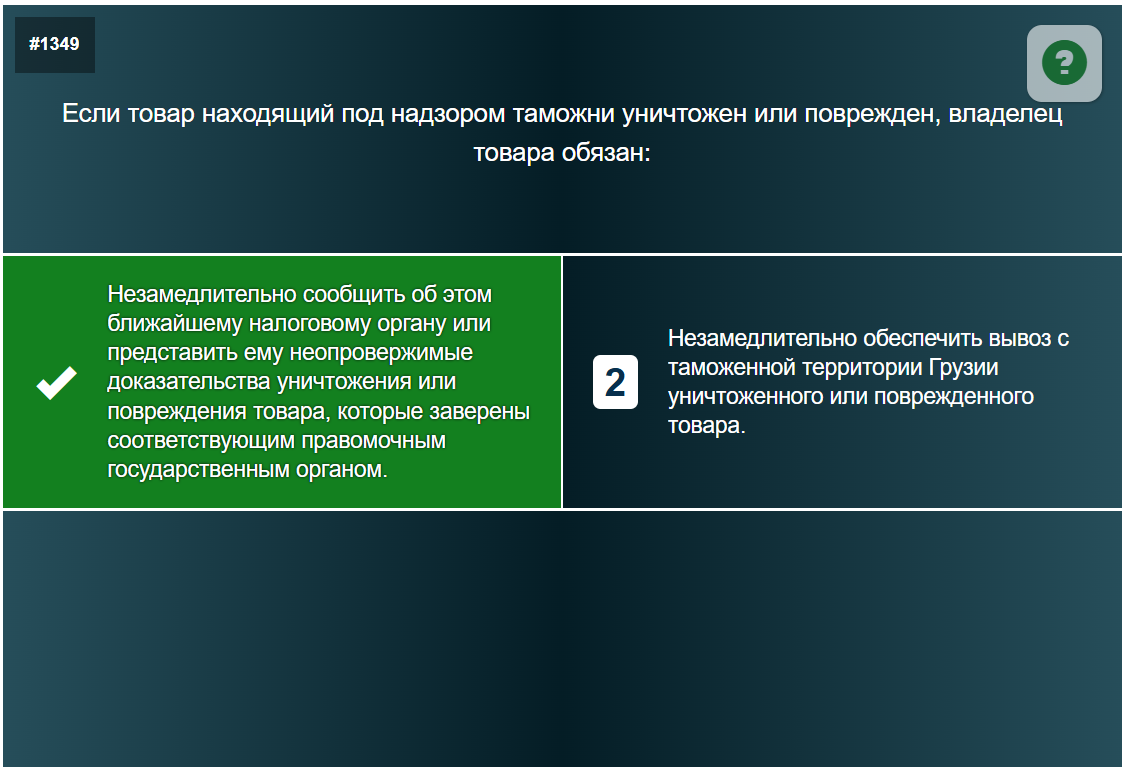 #1349
?
Если товар находящий под надзором таможни уничтожен или поврежден, владелец
товара обязан:
Незамедлительно сообщить об этом
ближайшему налоговому органу или
представить ему неопровержимые
доказательства уничтожения или
повреждения товара, которые заверены
соответствующим правомочным
государственным органом.
2
Незамедлительно обеспечить вывоз с
таможенной территории Грузии
уничтоженного или поврежденного
товара.